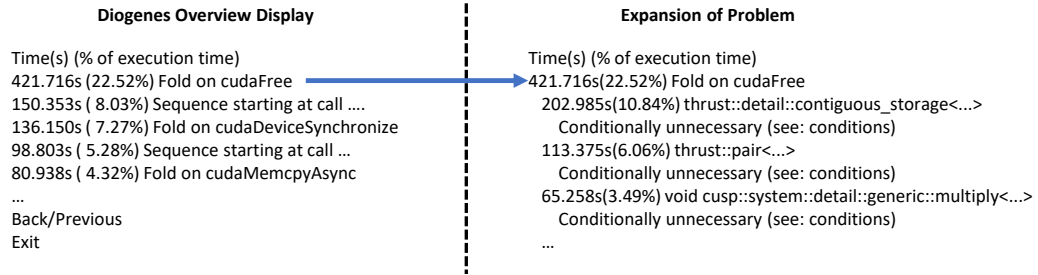 Diogenes Overview Display
Time(s) (% of execution time)
421.716s (22.52%) Fold on cudaFree
150.353s ( 8.03%) Sequence starting at call ....
136.150s ( 7.27%) Fold on cudaDeviceSynchronize
98.803s ( 5.28%) Sequence starting at call ...
80.938s ( 4.32%) Fold on cudaMemcpyAsync
...
Back/Previous
Exit
Expansion of Problem
Time(s) (% of execution time)
421.716s(22.52%) Fold on cudaFree
202.985s(10.84%) thrust::detail::contiguous_storage<...>
Conditionally unnecessary (see: conditions)
113.375s(6.06%) thrust::pair<...>
Conditionally unnecessary (see: conditions)
65.258s(3.49%) void cusp::system::detail::generic::multiply<...>
Conditionally unnecessary (see: conditions)
...